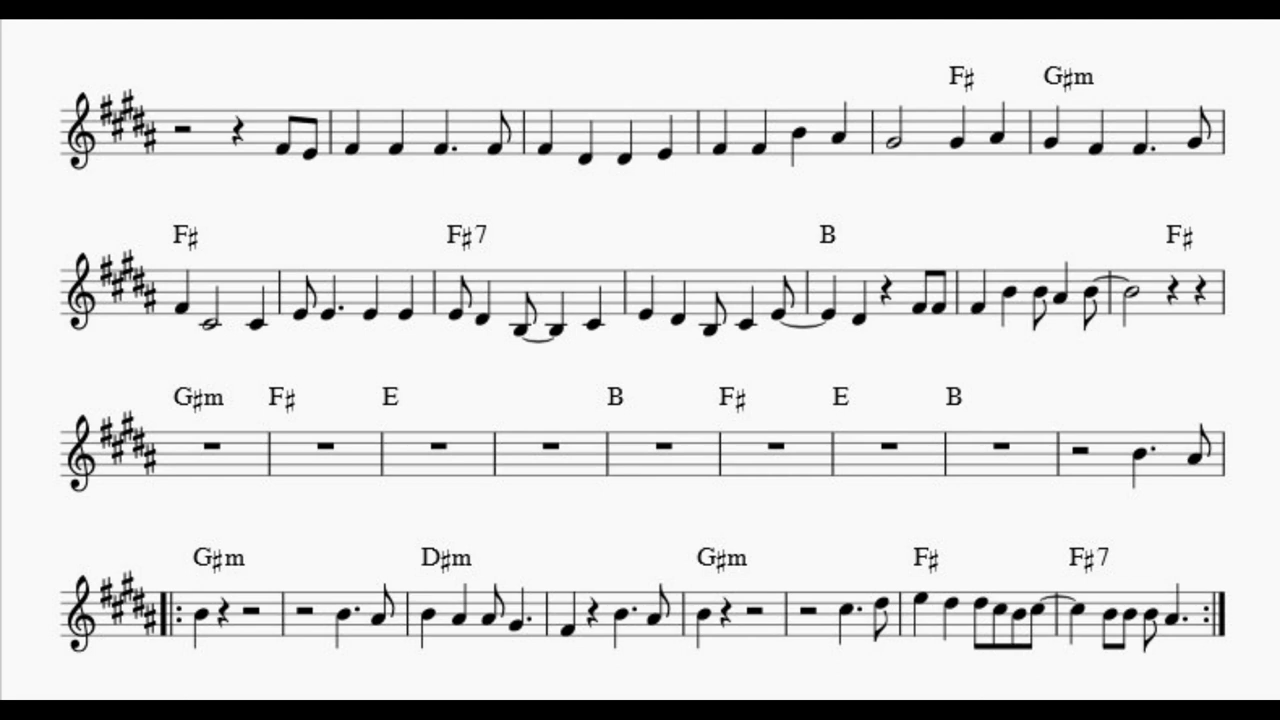 F♯ G♯m
F♯ F♯7 B F♯
G♯m F♯ E B F♯ E B
G♯m D♯m G♯m F♯ F♯7